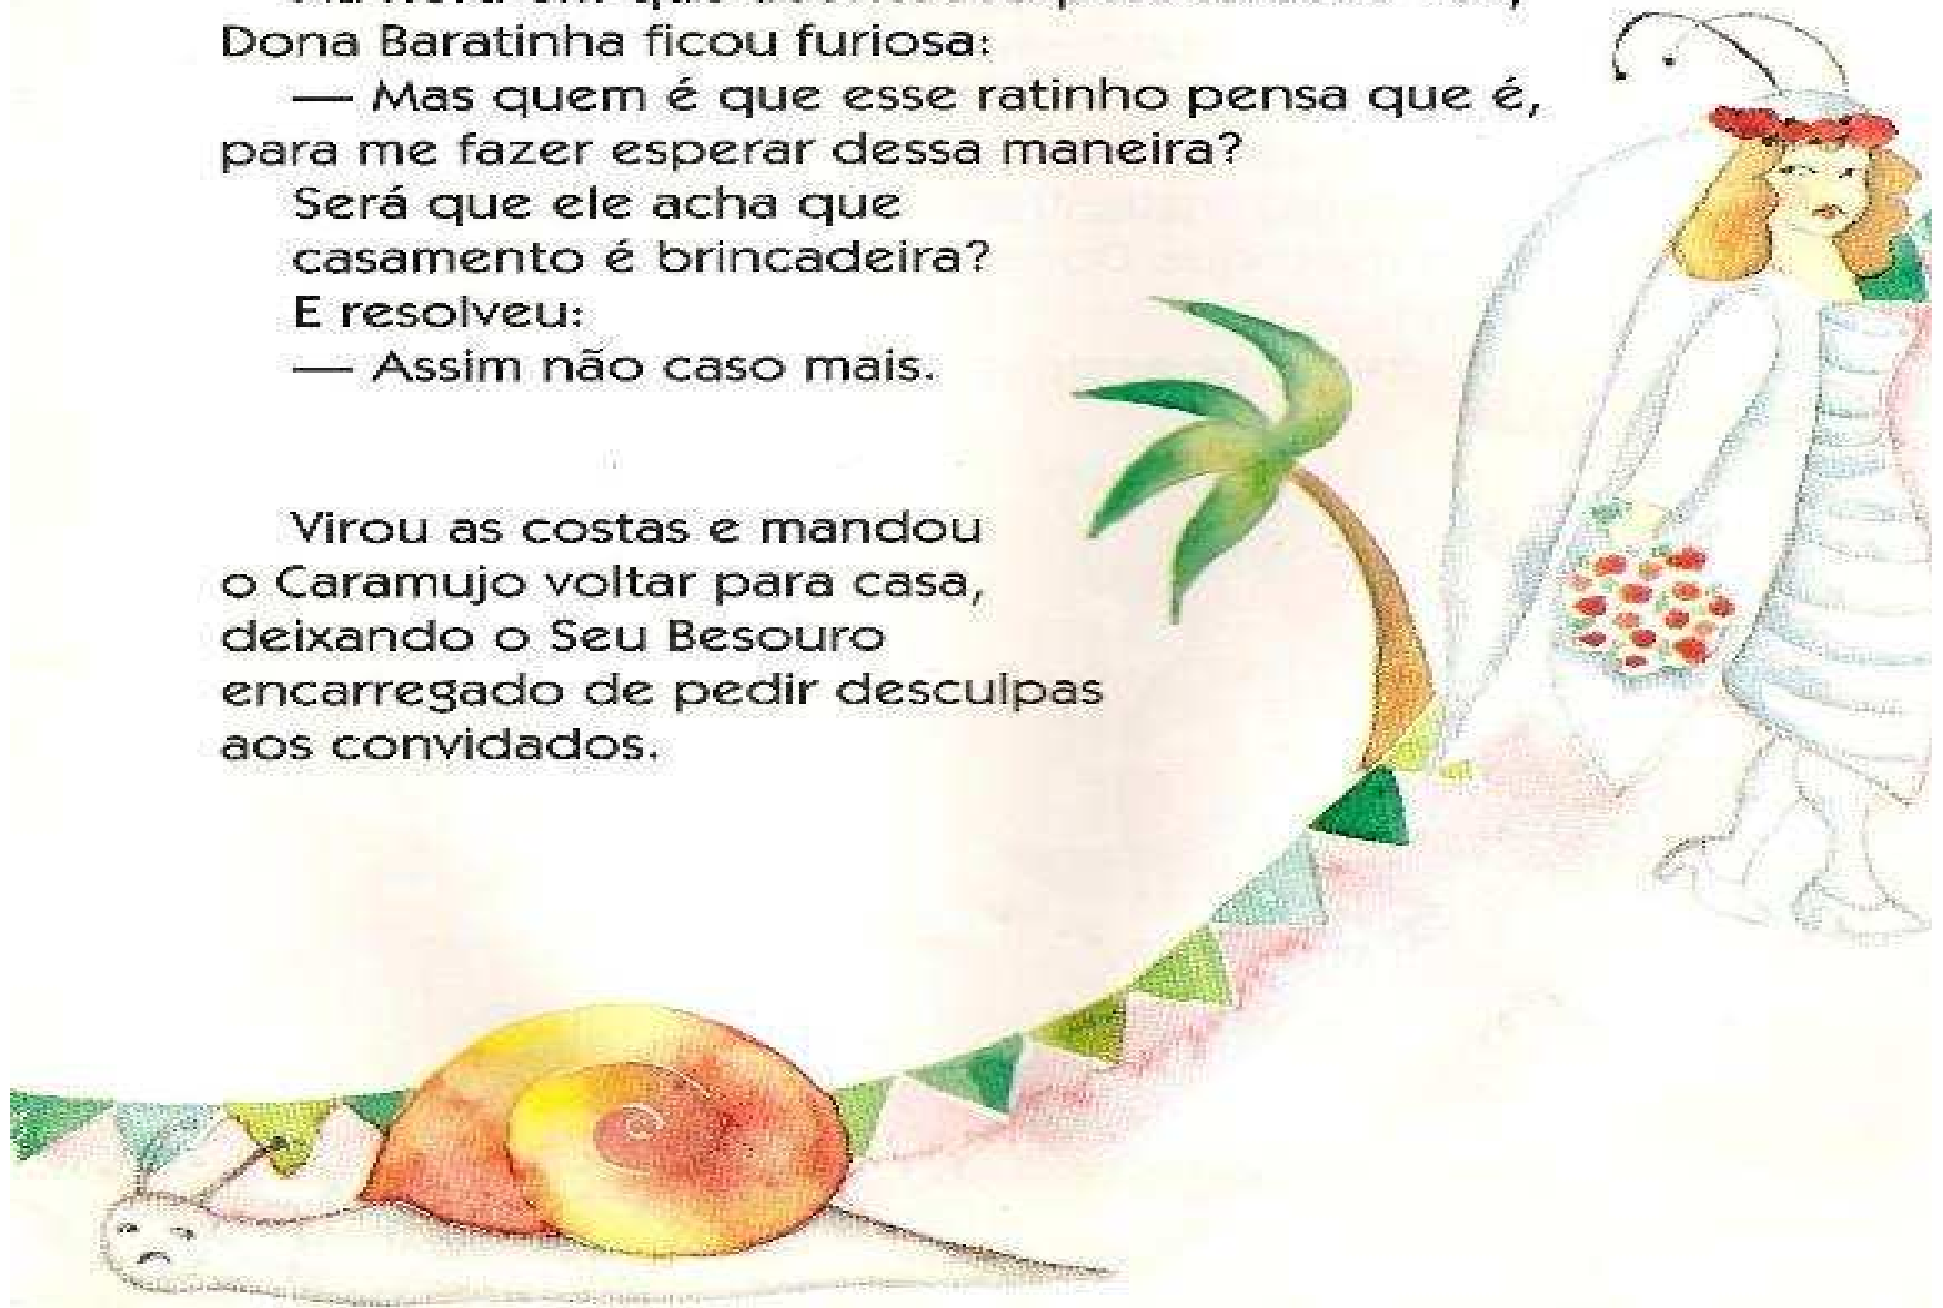 Dona Baratinha ficou furiosa:
— Mas quem é que esse ratinho pensa que é,
para me fazer esperar dessa maneira?
Será que ele acha que
casamento é brincadeira?
E resolveu:
— Assim não caso mais.
Virou as costas e mandou
o Caramujo voltar para casa,
deixando o Seu Besouro
encarregado de pedir desculpas
aos convidados.